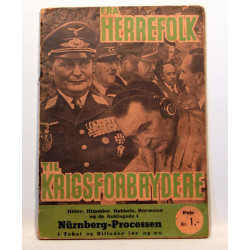 FRA
HERREFOLK
TIL
KRIGSFORBRYDERE
Hitler, Himmler, Gøbbels, Bormann
og de Anklagede i
Nürnberg-Processen
i Tekst og Billeder før og nu
Pris
Kr. 1,-